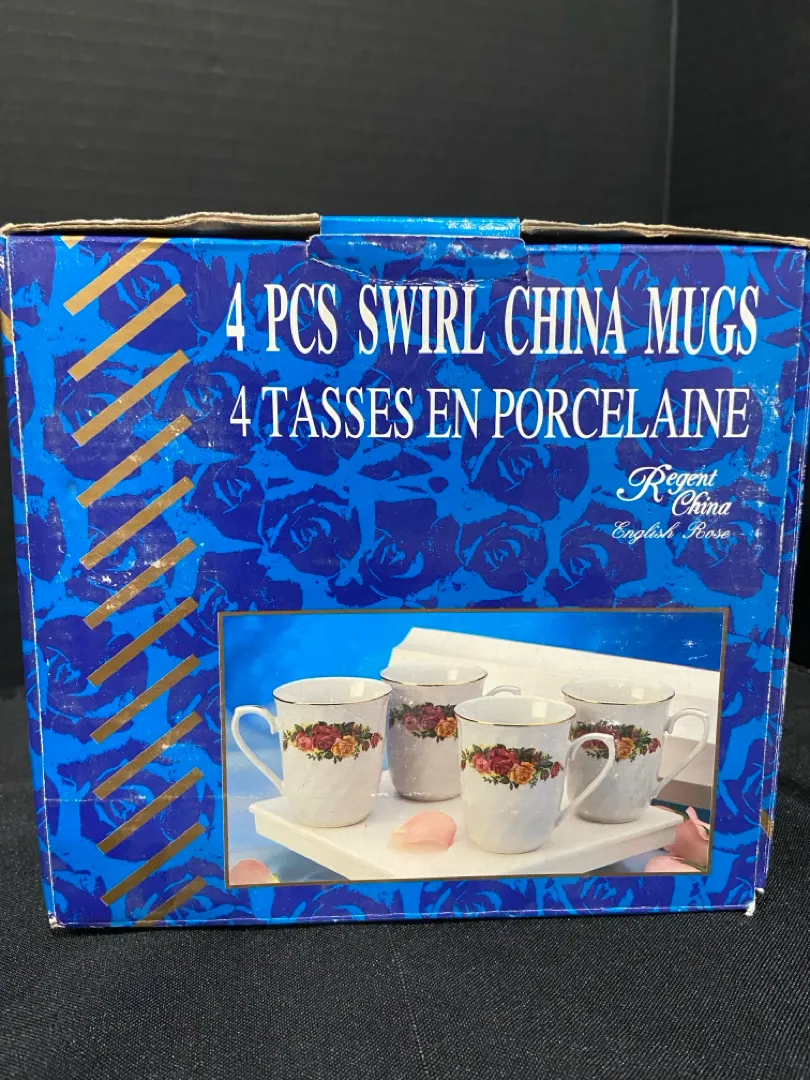 4 PCS SWIRL CHINA MUGS
4 TASSES EN PORCELAINE
Regent
China
English Rose